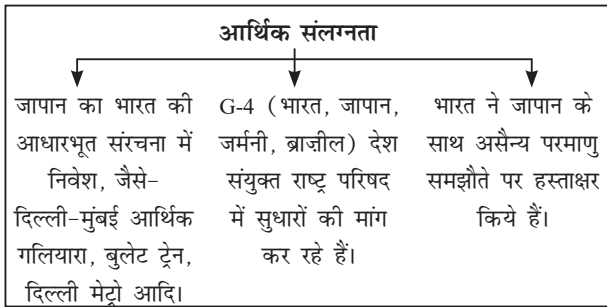 आर्थिक संलग्नता
जापान का भारत की
आधारभूत संरचना में
निवेश, जैसे-
दिल्ली-मुंबई आर्थिक
गलियारा, बुलेट ट्रेन,
दिल्ली मेट्रो आदि।
G-4 (भारत, जापान,
जर्मनी, ब्राज़ील) देश
संयुक्त राष्ट्र परिषद
में सुधारों की मांग
कर रहे हैं।
भारत ने जापान के
साथ असैन्य परमाणु
समझौते पर हस्ताक्षर
किये हैं।